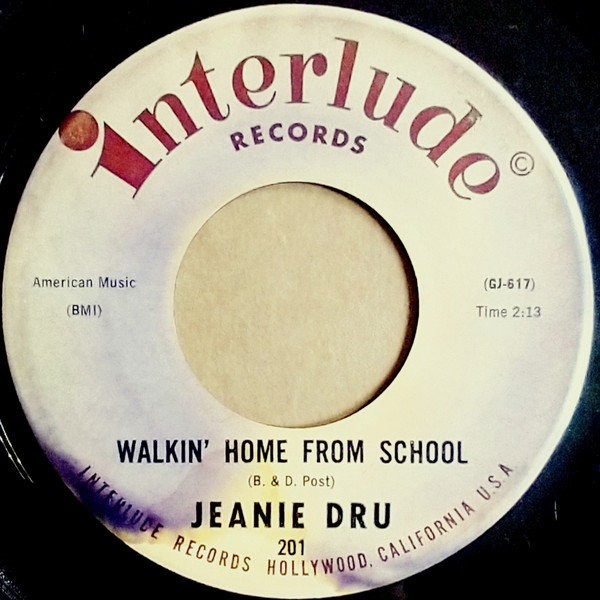 interlude
RECORDS
©
American Music
(BMI)
(GJ-617)
Time 2:13
WALKIN' HOME FROM SCHOOL
(B. & D. Post)
JEANIE DRU
201
INTERLUDE RECORDS HOLLYWOOD, CALIFORNIA U.S.A